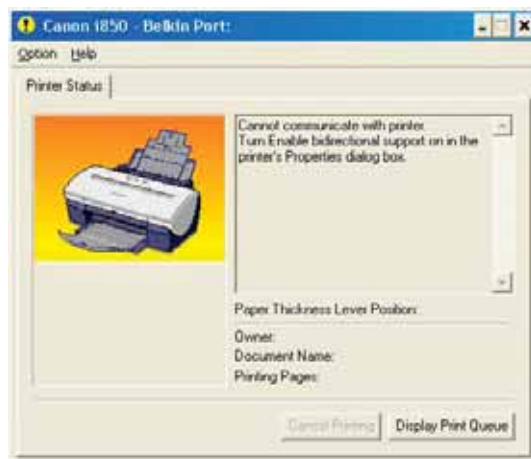 Canon i850 - Belkin Port:
Option Help
Printer Status
Cannot communicate with printer.
Turn Enable bidirectional support on in the
printer's Properties dialog box.
Paper Thickness Lever Position:
Owner:
Document Name:
Printing Pages:
Cancel Printing Display Print Queue